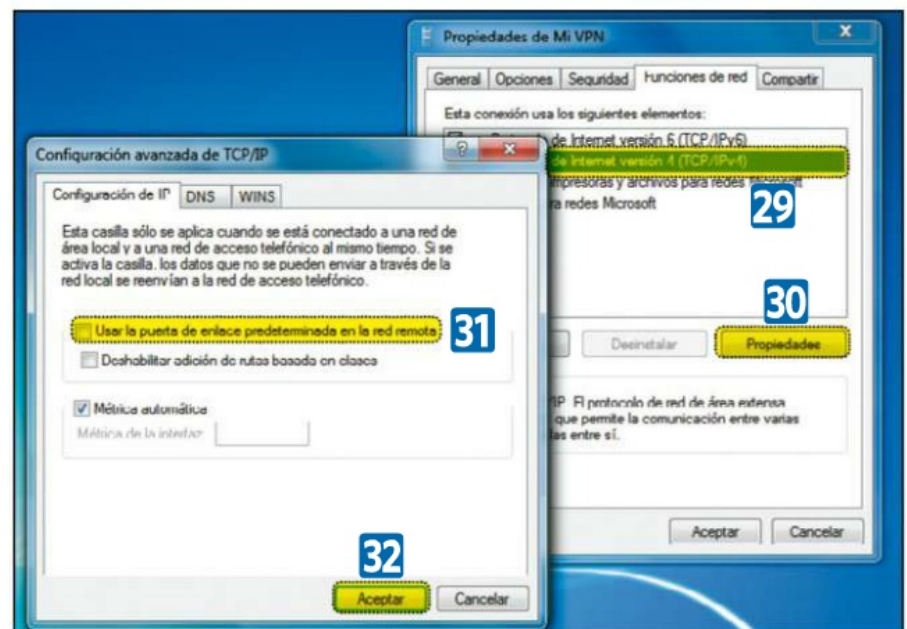 Propiedades de Mi VPN
x
General Opciones Seguridad Funciones de red Compartir
Esta conexión usa los siguientes elementos:
de Internet versión 6 (TCP/IPv6)
de Internet versión 4 (TCP/IPv4)
impresoras y archivos para redes Microsoft
ra redes Microsoft
29
30
Desinstalar Propiedades
/IP. El protocolo de red de área extensa
que permite la comunicación entre varias
las entre sí.
Aceptar Cancelar
Configuración avanzada de TCP/IP
? x
Configuración de IP DNS WINS
Esta casilla sólo se aplica cuando se está conectado a una red de
área local y a una red de acceso telefónico al mismo tiempo. Si se
activa la casilla, los datos que no se pueden enviar a través de la
red local se reenvían a la red de acceso telefónico.
Usar la puerta de enlace predeterminada en la red remota
31
Deshabilitar adición de rutas basada en clases
Métrica automática
Métrica de la interfaz:
32
Aceptar Cancelar